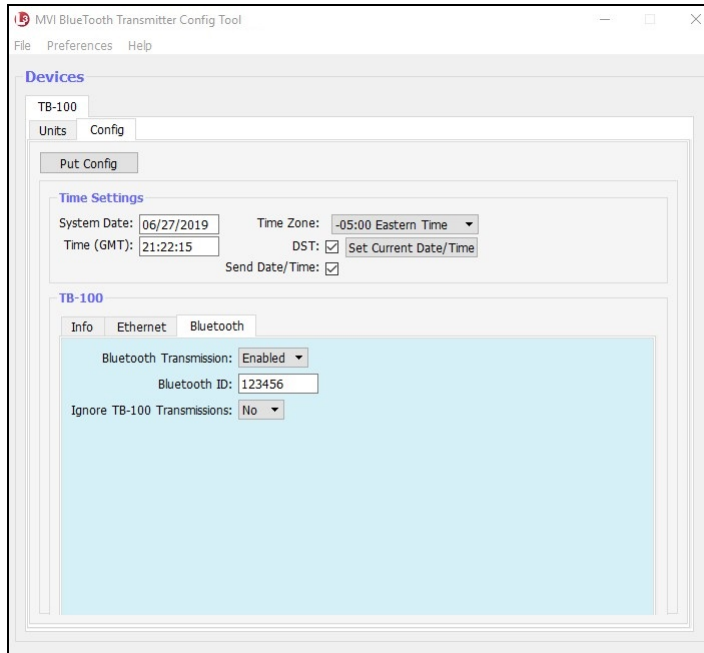 MVI BlueTooth Transmitter Config Tool
File Preferences Help
Devices
TB-100
Units Config
Put Config
Time Settings
System Date: 06/27/2019 Time Zone: -05:00 Eastern Time
Time (GMT): 21:22:15 DST: Set Current Date/Time
Send Date/Time:
TB-100
Info Ethernet Bluetooth
Bluetooth Transmission: Enabled
Bluetooth ID: 123456
Ignore TB-100 Transmissions: No